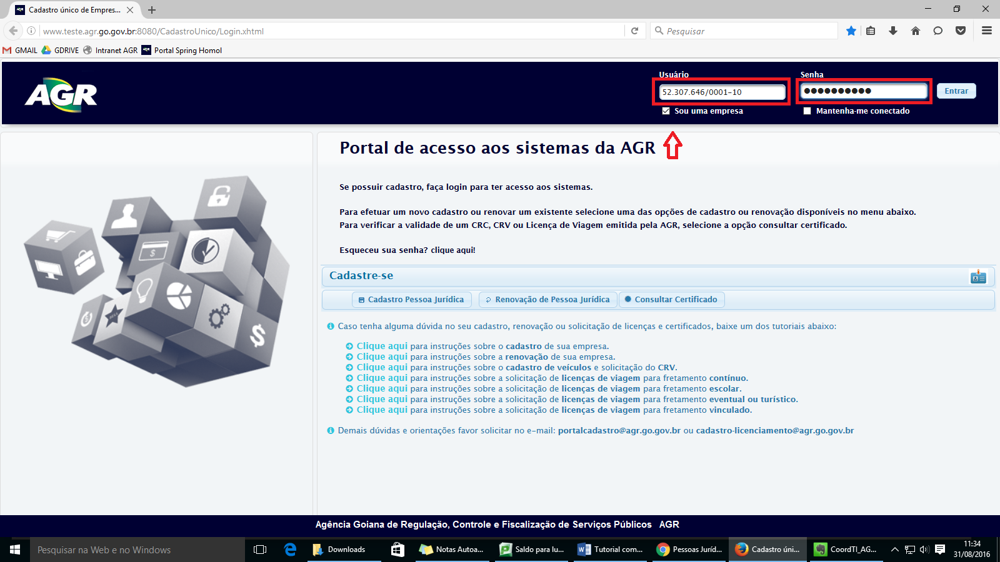 Cadastro único de Empres...
www.teste.agr.go.gov.br:8080/CadastroUnico/Login.xhtml
Pesquisar
GMAIL GDRIVE Intranet AGR Portal Spring Homol
AGR
Usuário
Senha
52.307.646/0001-10
Entrar
Sou uma empresa
Mantenha-me conectado
Portal de acesso aos sistemas da AGR
Se possuir cadastro, faça login para ter acesso aos sistemas.
Para efetuar um novo cadastro ou renovar um existente selecione uma das opções de cadastro ou renovação disponíveis no menu abaixo.
Para verificar a validade de um CRC, CRV ou Licença de Viagem emitida pela AGR, selecione a opção consultar certificado.
Esqueceu sua senha? clique aqui!
Cadastre-se
Cadastro Pessoa Jurídica Renovação de Pessoa Jurídica Consultar Certificado
Caso tenha alguma dúvida no seu cadastro, renovação ou solicitação de licenças e certificados, baixe um dos tutoriais abaixo:
Clique aqui para instruções sobre o cadastro de sua empresa.
Clique aqui para instruções sobre a renovação de sua empresa.
Clique aqui para instruções sobre o cadastro de veículos e solicitação do CRV.
Clique aqui para instruções sobre a solicitação de licenças de viagem para fretamento contínuo.
Clique aqui para instruções sobre a solicitação de licenças de viagem para fretamento escolar.
Clique aqui para instruções sobre a solicitação de licenças de viagem para fretamento eventual ou turístico.
Clique aqui para instruções sobre a solicitação de licenças de viagem para fretamento vinculado.
Demais dúvidas e orientações favor solicitar no e-mail: portalcadastro@agr.go.gov.br ou cadastro-licenciamento@agr.go.gov.br
Agência Goiana de Regulação, Controle e Fiscalização de Serviços Públicos AGR
Pesquisar na Web e no Windows
Downloads
Notas Autoa...
Saldo para lu...
Tutorial com...
Pessoas Juríd...
Cadastro úni...
CoordTI_AG...
11:34
31/08/2016